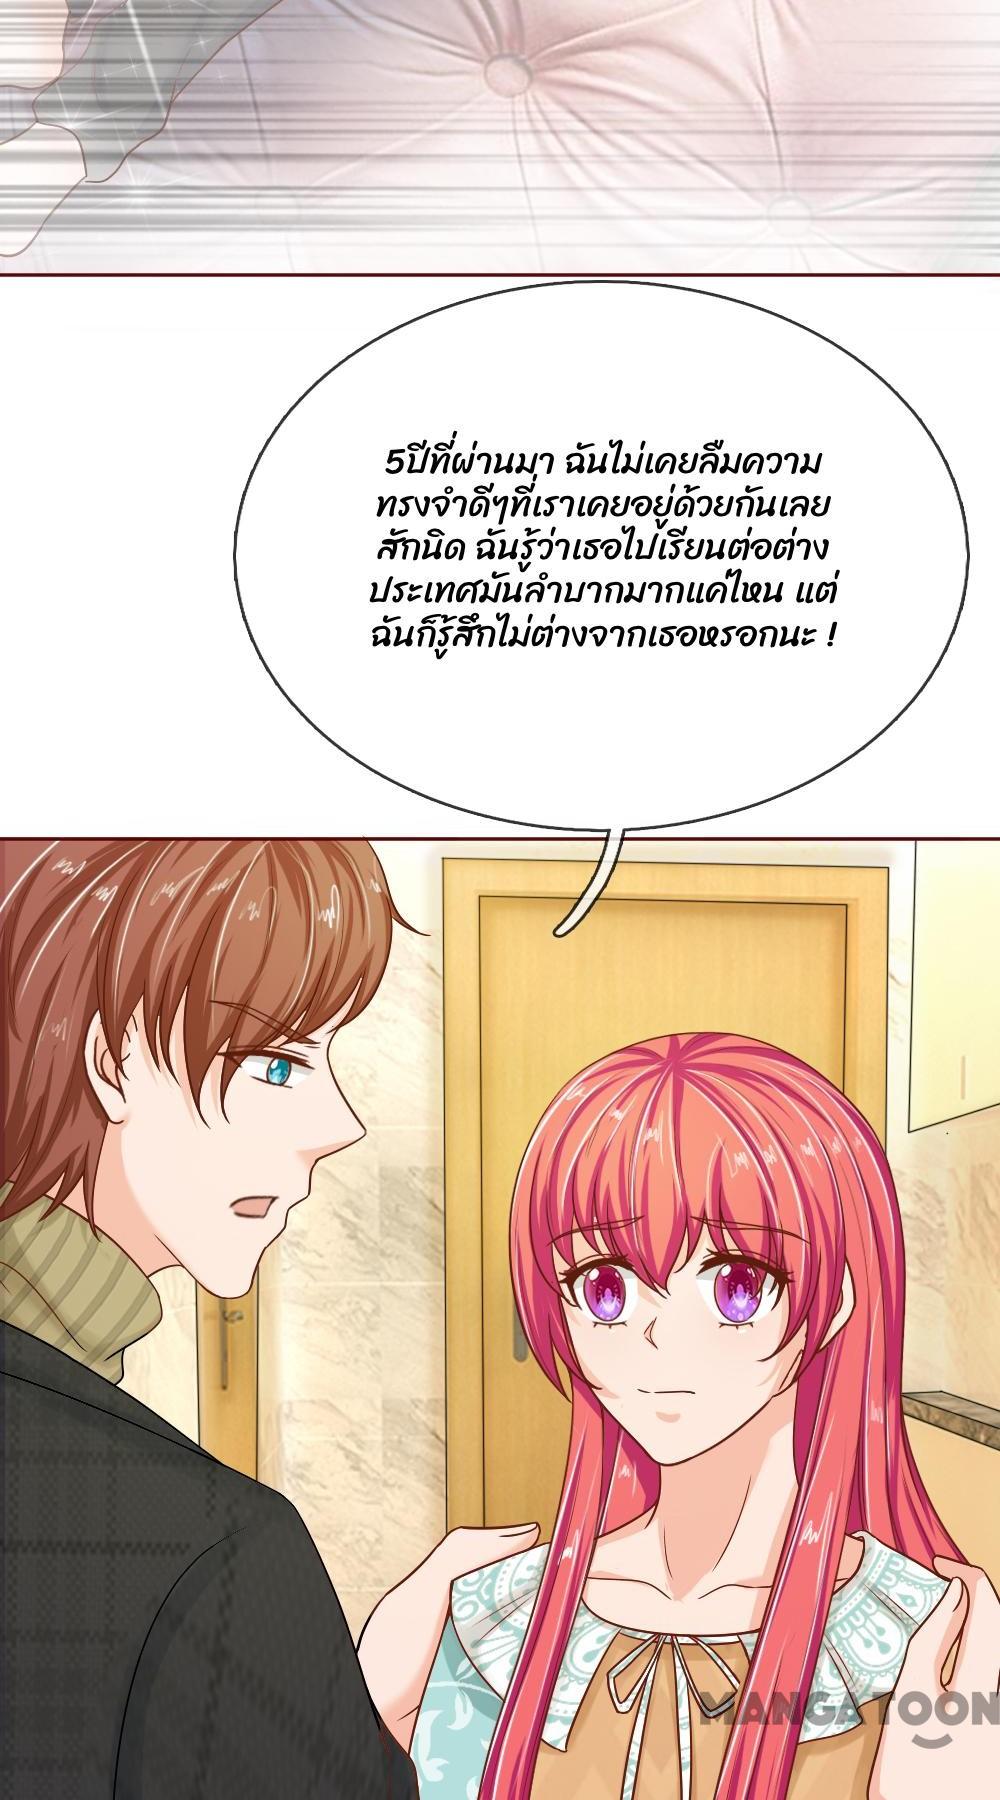 5ปีที่ผ่านมา ฉันไม่เคยลืมความ
ทรงจำดีๆที่เราเคยอยู่ด้วยกันเลย
สักนิด ฉันรู้ว่าเธอไปเรียนต่อต่าง
ประเทศมันลำบากมากแค่ไหน แต่
ฉันก็รู้สึกไม่ต่างจากเธอหรอกนะ !
MANGATOON